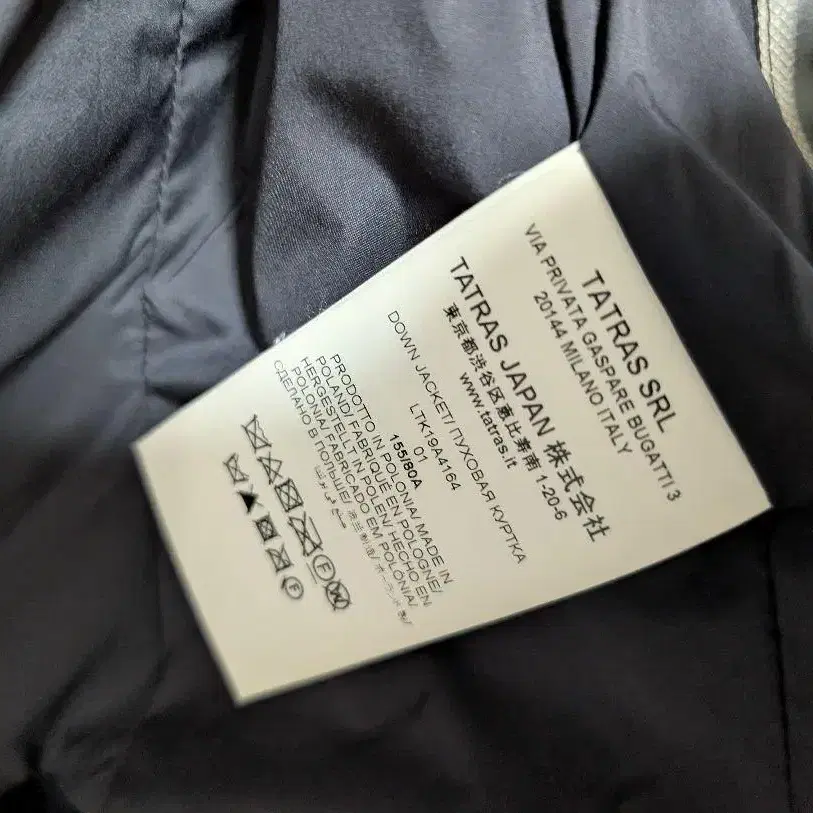 TATRAS SRL
VIA PRIVATA GASPARE BUGATTI 3
20144 MILANO ITALY
TATRAS JAPAN 株式会社
東京都渋谷区恵比寿南 1-20-6
www.tatras.it
DOWN JACKET/ ПУХОВАЯ КУРТКА
LTK19A4164
01
155/80A
PRODOTTO IN POLONIA/ MADE IN
POLAND/ FABRIQUÉ EN POLOGNE/
HERGESTELLT IN POLEN/ HECHO EN
POLONIA/ FABRICADO EM POLÔNIA/
СДЕЛАНО В ПОЛЬШЕ/
F
F